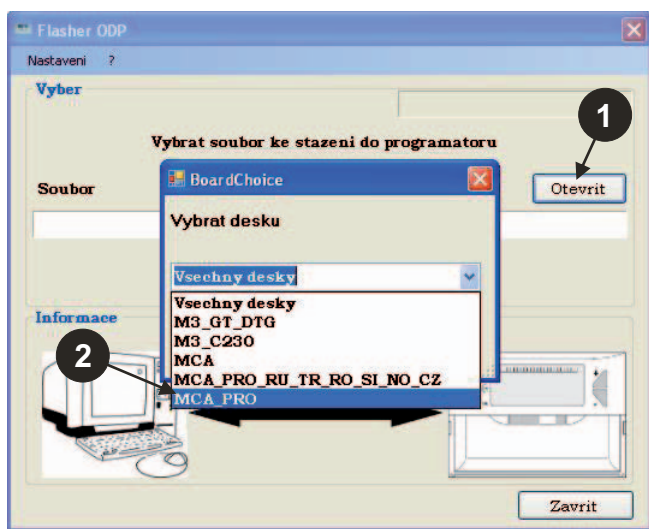 Flasher ODP
Nastaveni ?
Vyber
1
Vybrat soubor ke stazeni do programatoru
Soubor
Otevrit
BoardChoice
Vybrat desku
Vsechny desky
Vsechny desky
M3_GT_DTG
M3_C230
MCA
MCA_PRO_RU_TR_RO_SI_NO_CZ
MCA_PRO
Informace
2
Zavrit